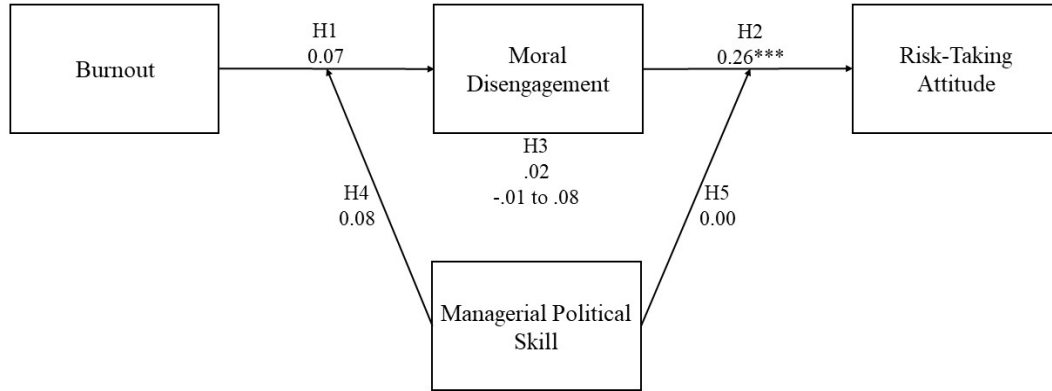 Burnout
H1
0.07
Moral
Disengagement
H2
0.26***
Risk-Taking
Attitude
H3
.02
-.01 to .08
H4
0.08
H5
0.00
Managerial Political
Skill